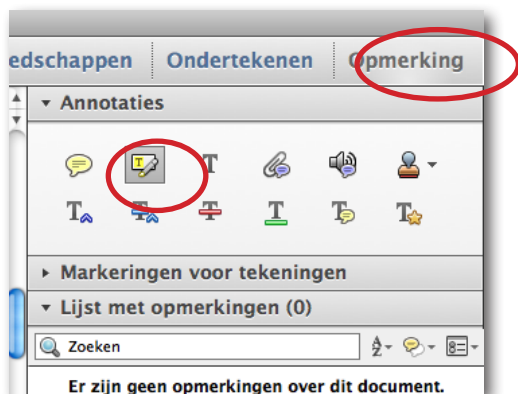 edschappen Ondertekenen Opmerking
Annotaties
T T
T T T T T T
Markeringen voor tekeningen
Lijst met opmerkingen (0)
Zoeken A Z
Er zijn geen opmerkingen over dit document.